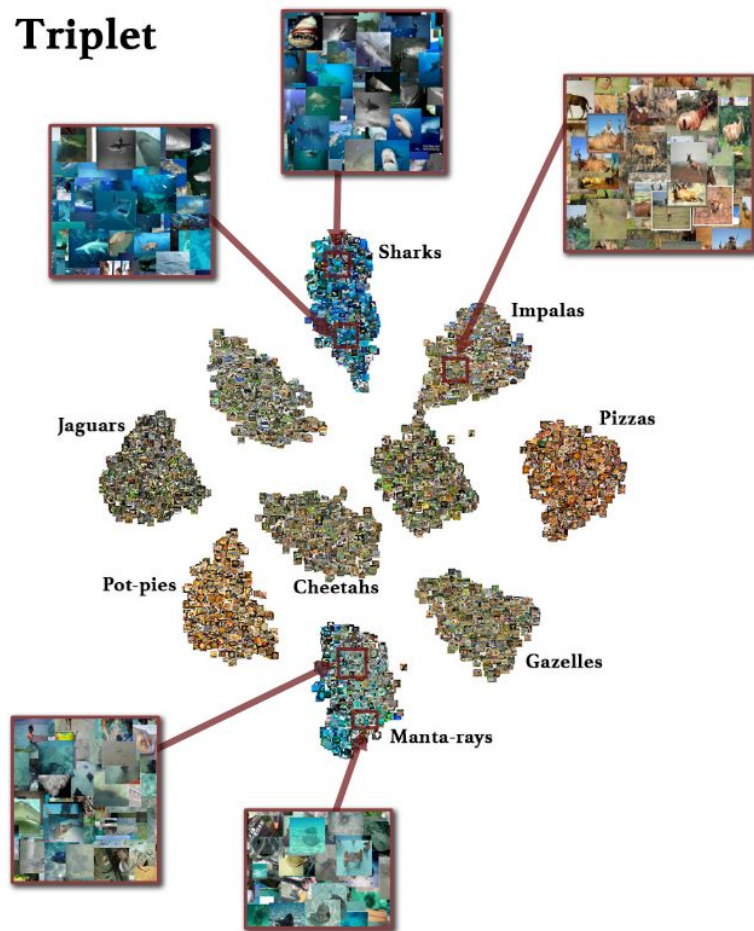 Triplet
Sharks
Impalas
Jaguars
Pizzas
Pot-pies
Cheetahs
Gazelles
Manta-rays